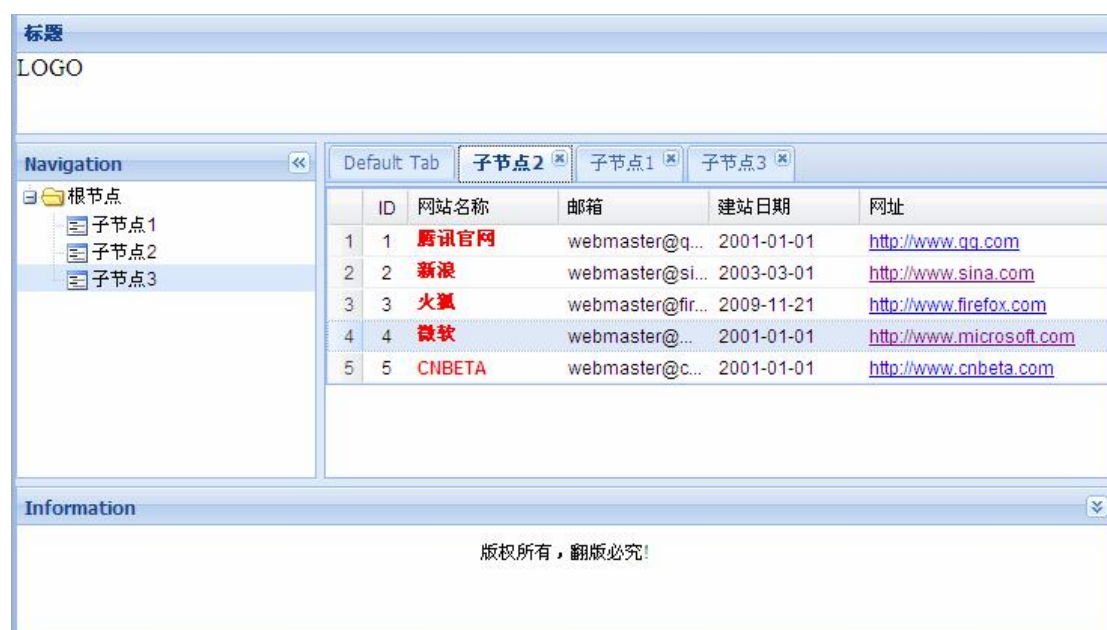 标题
LOGO
Navigation
根节点
子节点1
子节点2
子节点3
Default Tab 子节点2 子节点1 子节点3
ID 网站名称 邮箱 建站日期 网址
1 1 腾讯官网 webmaster@q... 2001-01-01 http://www.qq.com
2 2 新浪 webmaster@si... 2003-03-01 http://www.sina.com
3 3 火狐 webmaster@fir... 2009-11-21 http://www.firefox.com
4 4 微软 webmaster@... 2001-01-01 http://www.microsoft.com
5 5 CNBETA webmaster@c... 2001-01-01 http://www.cnbeta.com
Information
版权所有，翻版必究!